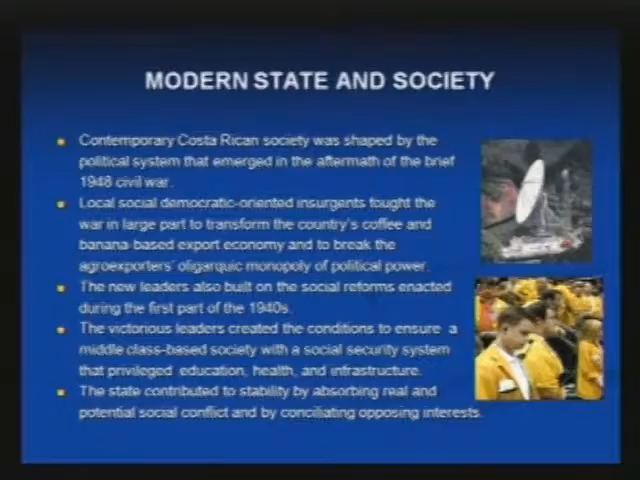 MODERN STATE AND SOCIETY
Contemporary Costa Rican society was shaped by the
political system that emerged in the aftermath of the brief
1948 civil war.
Local social democratic-oriented insurgents fought the
war in large part to transform the country's coffee and
banana-based export economy and to break the
agroexporters' oligarquic monopoly of political power.
The new leaders also built on the social reforms enacted
during the first part of the 1940s.
The victorious leaders created the conditions to ensure a
middle class-based society with a social security system
that privileged education, health, and infrastructure.
The state contributed to stability by absorbing real and
potential social conflict and by conciliating opposing interests.